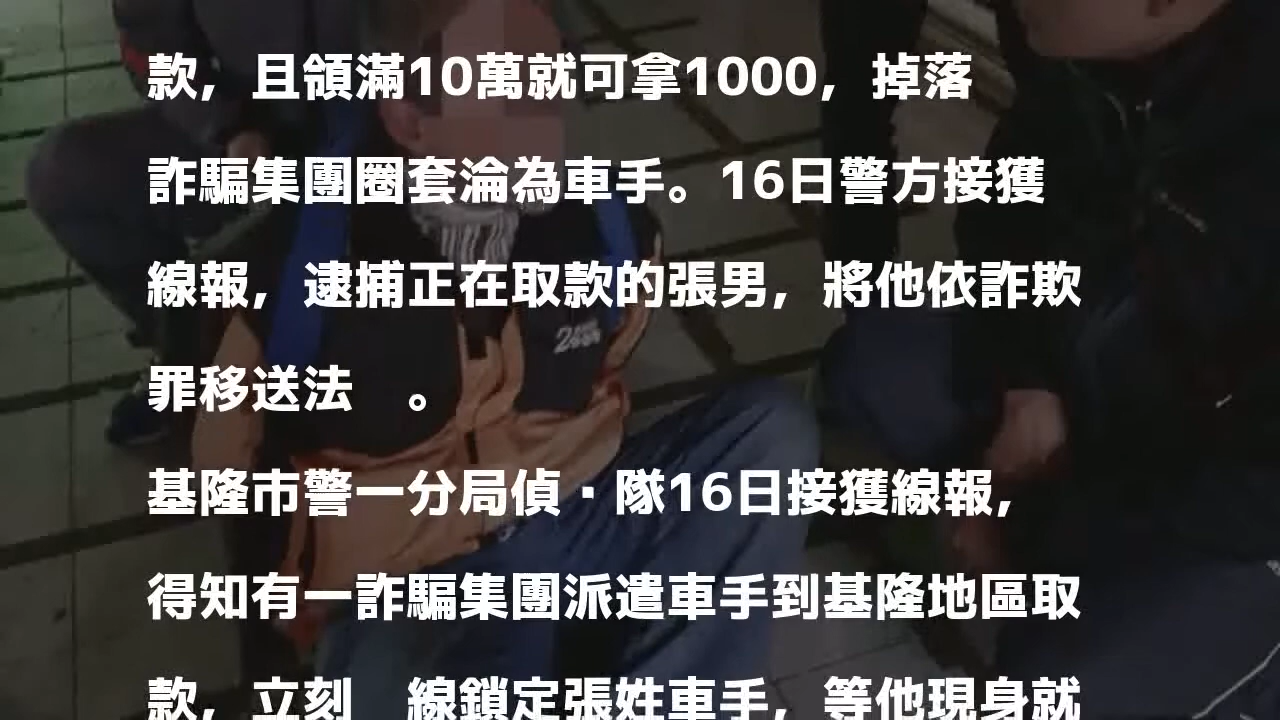 款，且領滿10萬就可拿1000，掉落
詐騙集團圈套淪為車手。16日警方接獲
線報，逮捕正在取款的張男，將他依詐欺
罪移送法　。
基隆市警一分局偵·隊16日接獲線報，
得知有一詐騙集團派遣車手到基隆地區取
款，立刻　線鎖定張姓車手，等他現身就